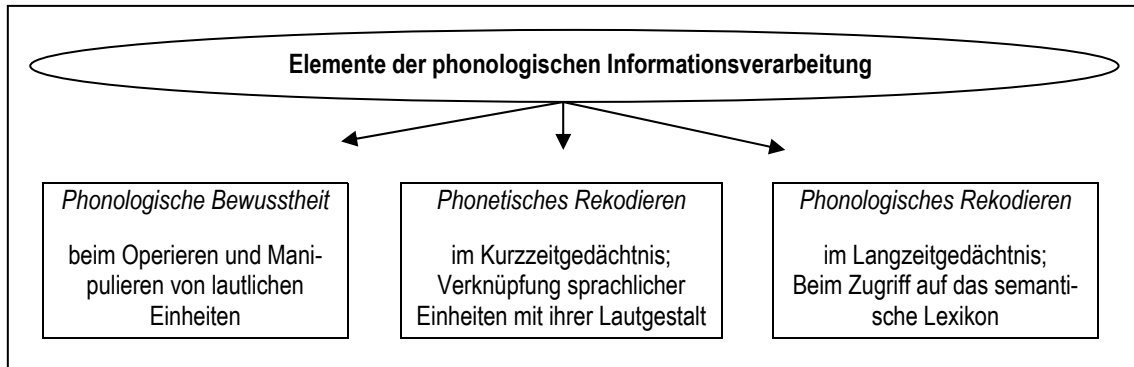 Elemente der phonologischen Informationsverarbeitung
Phonologische Bewusstheit
beim Operieren und Mani-
pulieren von lautlichen
Einheiten
Phonetisches Rekodieren
im Kurzzeitgedächtnis;
Verknüpfung sprachlicher
Einheiten mit ihrer Lautgestalt
Phonologisches Rekodieren
im Langzeitgedächtnis;
Beim Zugriff auf das semanti-
sche Lexikon